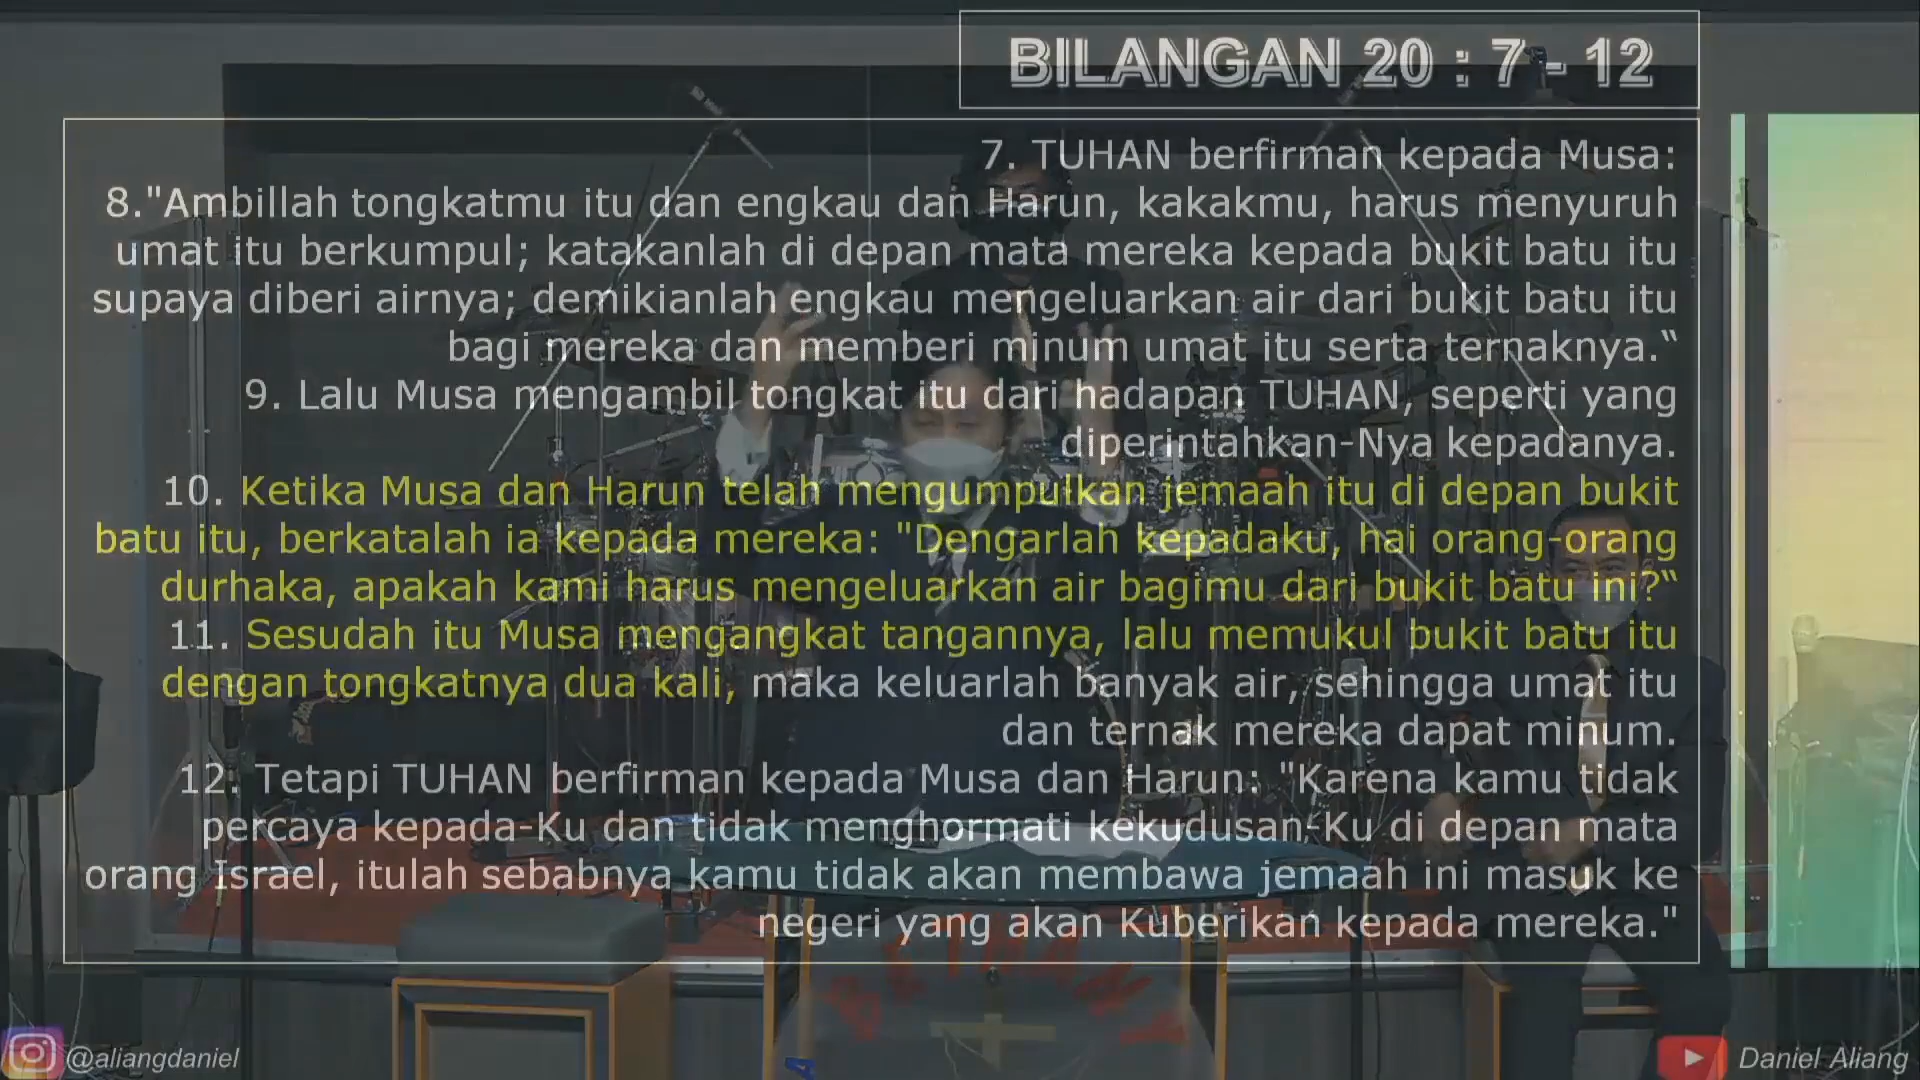 BILANGAN 20 : 7 - 12
7. TUHAN berfirman kepada Musa:
8."Ambillah tongkatmu itu dan engkau dan Harun, kakakmu, harus menyuruh
umat itu berkumpul; katakanlah di depan mata mereka kepada bukit batu itu
supaya diberi airnya; demikianlah engkau mengeluarkan air dari bukit batu itu
bagi mereka dan memberi minum umat itu serta ternaknya.“
9. Lalu Musa mengambil tongkat itu dari hadapan TUHAN, seperti yang
diperintahkan-Nya kepadanya.
10. Ketika Musa dan Harun telah mengumpulkan jemaah itu di depan bukit
batu itu, berkatalah ia kepada mereka: "Dengarlah kepadaku, hai orang-orang
durhaka, apakah kami harus mengeluarkan air bagimu dari bukit batu ini?“
11. Sesudah itu Musa mengangkat tangannya, lalu memukul bukit batu itu
dengan tongkatnya dua kali, maka keluarlah banyak air, sehingga umat itu
dan ternak mereka dapat minum.
12. Tetapi TUHAN berfirman kepada Musa dan Harun: "Karena kamu tidak
percaya kepada-Ku dan tidak menghormati kekudusan-Ku di depan mata
orang Israel, itulah sebabnya kamu tidak akan membawa jemaah ini masuk ke
negeri yang akan Kuberikan kepada mereka."
BETHANY
@aliangdaniel
Daniel Aliang